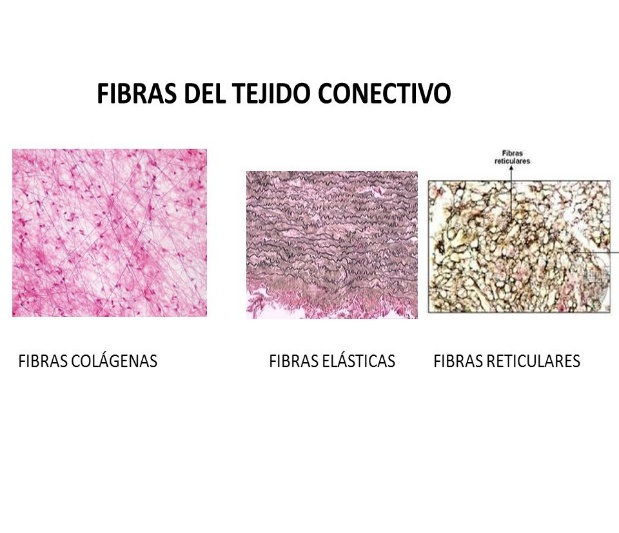 FIBRAS DEL TEJIDO CONECTIVO
Fibras
reticulares
FIBRAS COLÁGENAS
FIBRAS ELÁSTICAS
FIBRAS RETICULARES